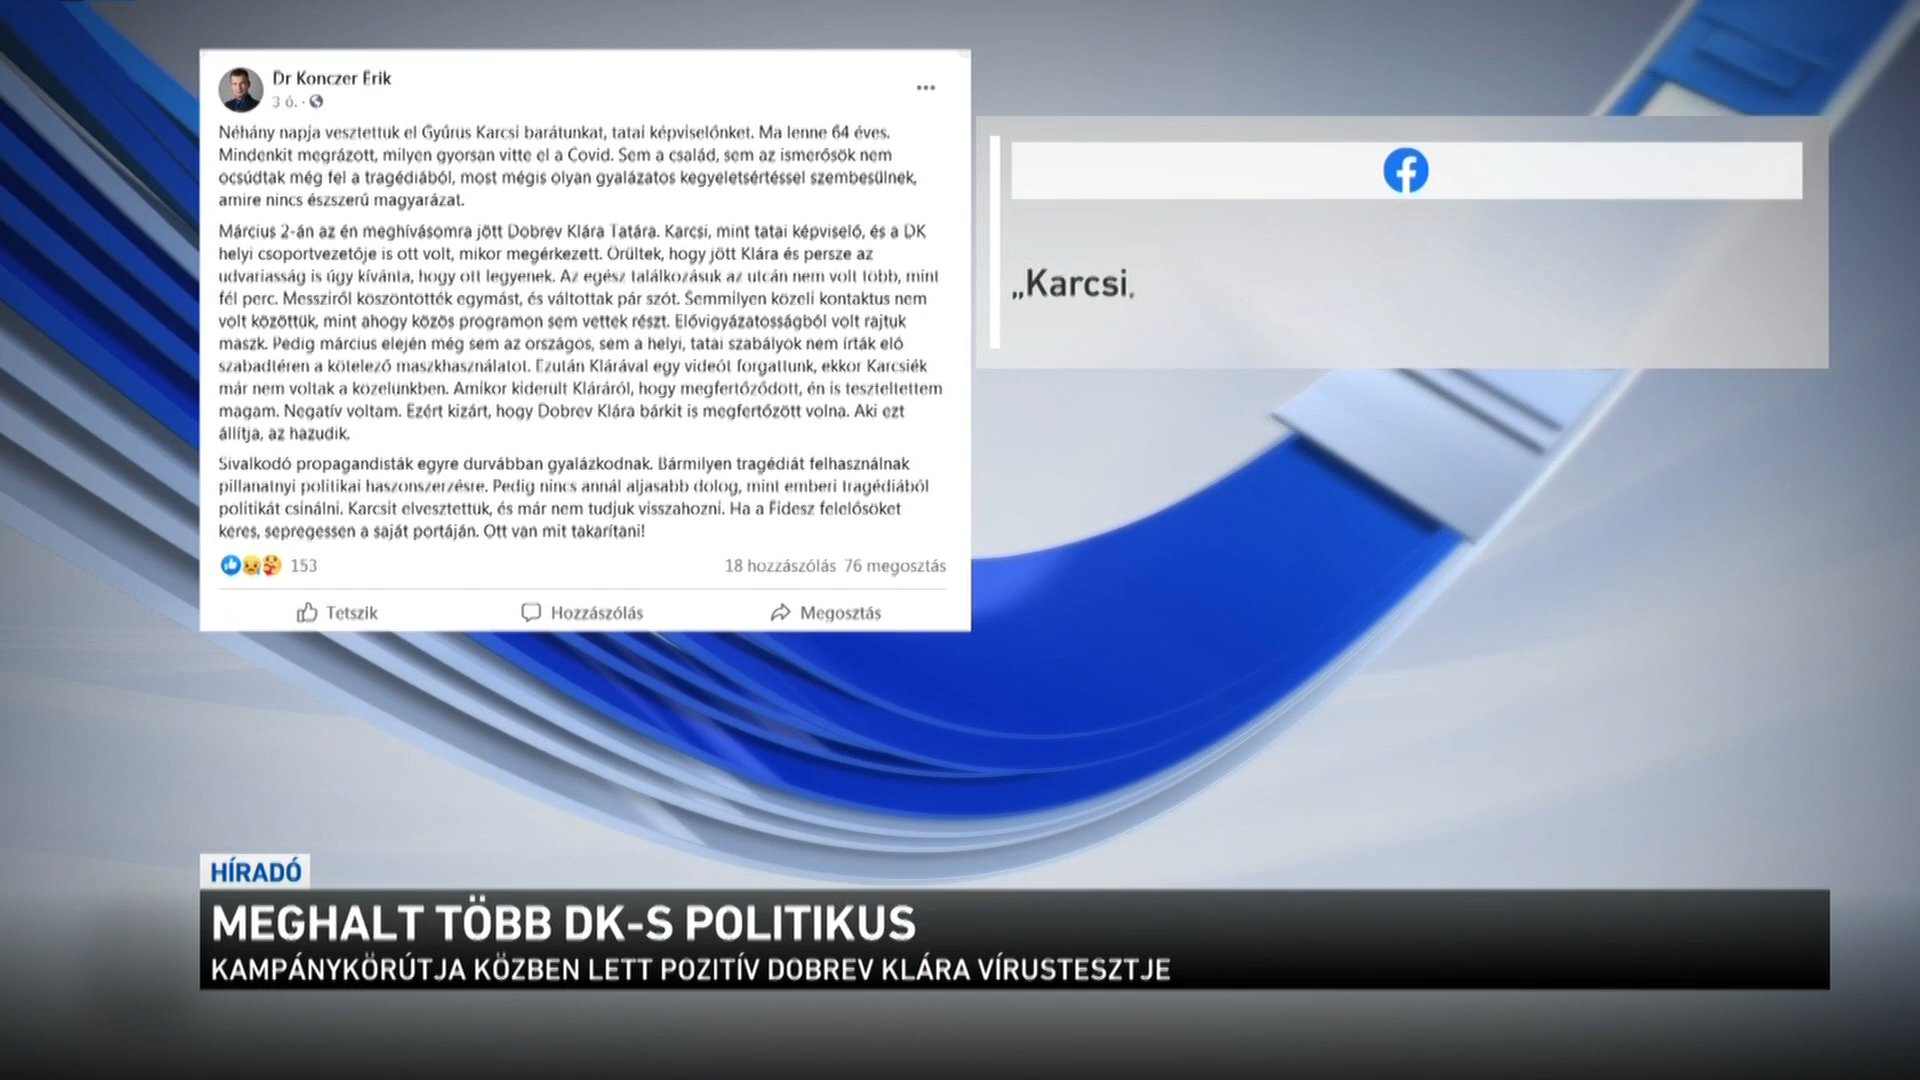 Dr Konczer Erik
3 ó.
Néhány napja vesztettük el Gyűrüs Karcsi barátunkat, tatai képviselőnket. Ma lenne 64 éves.
Mindenkit megrázott, milyen gyorsan vitte el a Covid. Sem a család, sem az ismerősök nem
ocsúdtak még fel a tragédiából, most mégis olyan gyalázatos kegyeletsértéssel szembesülnek,
amire nincs észszerű magyarázat.
Március 2-án az én meghívásomra jött Dobrev Klára Tatára. Karcsi, mint tatai képviselő, és a DK
helyi csoportvezetője is ott volt, mikor megérkezett. Örültek, hogy jött Klára és persze az
udvariasság is úgy kívánta, hogy ott legyenek. Az egész találkozásuk az utcán nem volt több, mint
fél perc. Messziről köszöntötték egymást, és váltottak pár szót. Semmilyen közeli kontaktus nem
volt közöttük, mint ahogy közös programon sem vettek részt. Elővigyázatosságból volt rajtuk
maszk. Pedig március elején még sem az országos, sem a helyi, tatai szabályok nem írták elő
szabadtéren a kötelező maszkhasználatot. Ezután Klárával egy videót forgattunk, ekkor Karcsiék
már nem voltak a közelünkben. Amikor kiderült Kláráról, hogy megfertőződött, én is teszteltettem
magam. Negatív voltam. Ezért kizárt, hogy Dobrev Klára bárkit is megfertőzött volna. Aki ezt
állítja, az hazudik.
Sivalkodó propagandisták egyre durvábban gyalázkodnak. Bármilyen tragédiát felhasználnak
pillanatnyi politikai haszonszerzésre. Pedig nincs annál aljasabb dolog, mint emberi tragédiából
politikát csinálni. Karcsit elvesztettük, és már nem tudjuk visszahozni. Ha a Fidesz felelősöket
keres, sepregessen a saját portáján. Ott van mit takarítani!
153 18 hozzászólás 76 megosztás
Tetszik Hozzászólás Megosztás
„Karcsi,
HÍRADÓ
MEGHALT TÖBB DK-S POLITIKUS
KAMPÁNYKÖRÚTJA KÖZBEN LETT POZITÍV DOBREV KLÁRA VÍRUSTESZTJE